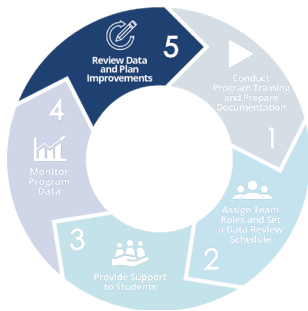 Conduct
Program Training
and Prepare
Documentation
1
Assign Team
Roles and Set
a Data Review
Schedule
2
3
Provide Support
to Students
4
Monitor
Program
Data
5
Review Data
and Plan
Improvements